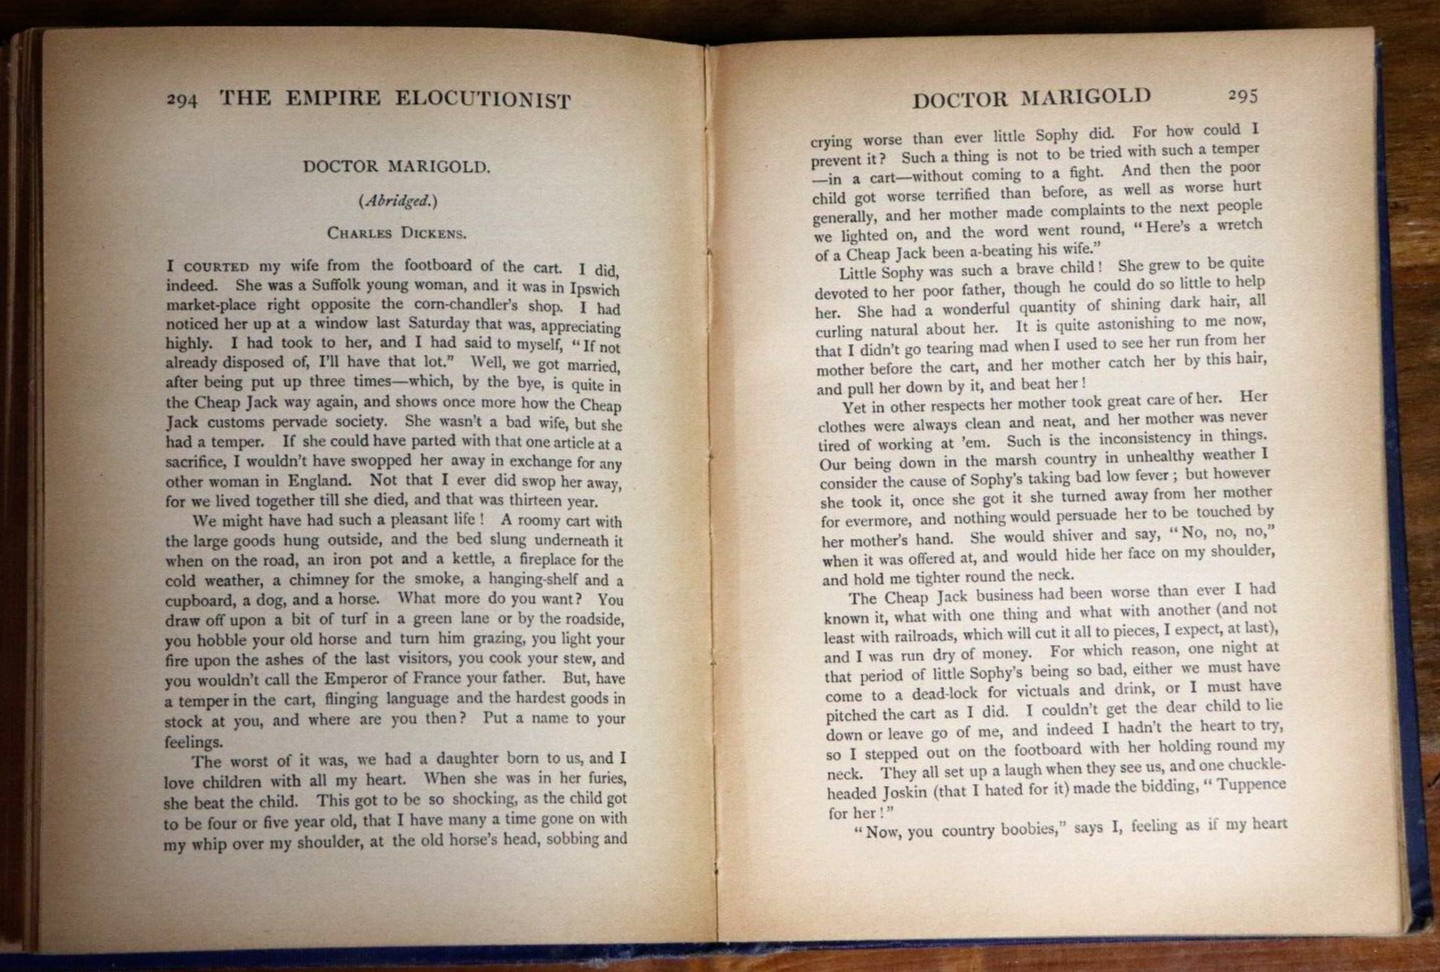 294 THE EMPIRE ELOCUTIONIST
DOCTOR MARIGOLD.
(Abridged.)
CHARLES DICKENS.
I COURTED my wife from the footboard of the cart. I did,
indeed. She was a Suffolk young woman, and it was in Ipswich
market-place right opposite the corn-chandler's shop. I had
noticed her up at a window last Saturday that was, appreciating
highly. I had took to her, and I had said to myself, "If not
already disposed of, I'll have that lot." Well, we got married,
after being put up three times—which, by the bye, is quite in
the Cheap Jack way again, and shows once more how the Cheap
Jack customs pervade society. She wasn't a bad wife, but she
had a temper. If she could have parted with that one article at a
sacrifice, I wouldn't have swopped her away in exchange for any
other woman in England. Not that I ever did swop her away,
for we lived together till she died, and that was thirteen year.
We might have had such a pleasant life! A roomy cart with
the large goods hung outside, and the bed slung underneath it
when on the road, an iron pot and a kettle, a fireplace for the
cold weather, a chimney for the smoke, a hanging-shelf and a
cupboard, a dog, and a horse. What more do you want? You
draw off upon a bit of turf in a green lane or by the roadside,
you hobble your old horse and turn him grazing, you light your
fire upon the ashes of the last visitors, you cook your stew, and
you wouldn't call the Emperor of France your father. But, have
a temper in the cart, flinging language and the hardest goods in
stock at you, and where are you then? Put a name to your
feelings.
The worst of it was, we had a daughter born to us, and I
love children with all my heart. When she was in her furies,
she beat the child. This got to be so shocking, as the child got
to be four or five year old, that I have many a time gone on with
my whip over my shoulder, at the old horse's head, sobbing and
DOCTOR MARIGOLD 295
crying worse than ever little Sophy did. For how could I
prevent it? Such a thing is not to be tried with such a temper
—in a cart—without coming to a fight. And then the poor
child got worse terrified than before, as well as worse hurt
generally, and her mother made complaints to the next people
we lighted on, and the word went round, "Here's a wretch
of a Cheap Jack been a-beating his wife."
Little Sophy was such a brave child! She grew to be quite
devoted to her poor father, though he could do so little to help
her. She had a wonderful quantity of shining dark hair, all
curling natural about her. It is quite astonishing to me now,
that I didn't go tearing mad when I used to see her run from her
mother before the cart, and her mother catch her by this hair,
and pull her down by it, and beat her!
Yet in other respects her mother took great care of her. Her
clothes were always clean and neat, and her mother was never
tired of working at 'em. Such is the inconsistency in things.
Our being down in the marsh country in unhealthy weather I
consider the cause of Sophy's taking bad low fever; but however
she took it, once she got it she turned away from her mother
for evermore, and nothing would persuade her to be touched by
her mother's hand. She would shiver and say, "No, no, no,"
when it was offered at, and would hide her face on my shoulder,
and hold me tighter round the neck.
The Cheap Jack business had been worse than ever I had
known it, what with one thing and what with another (and not
least with railroads, which will cut it all to pieces, I expect, at last),
and I was run dry of money. For which reason, one night at
that period of little Sophy's being so bad, either we must have
come to a dead-lock for victuals and drink, or I must have
pitched the cart as I did. I couldn't get the dear child to lie
down or leave go of me, and indeed I hadn't the heart to try,
so I stepped out on the footboard with her holding round my
neck. They all set up a laugh when they see us, and one chuckle-
headed Joskin (that I hated for it) made the bidding, "Tuppence
for her!"
"Now, you country boobies," says I, feeling as if my heart